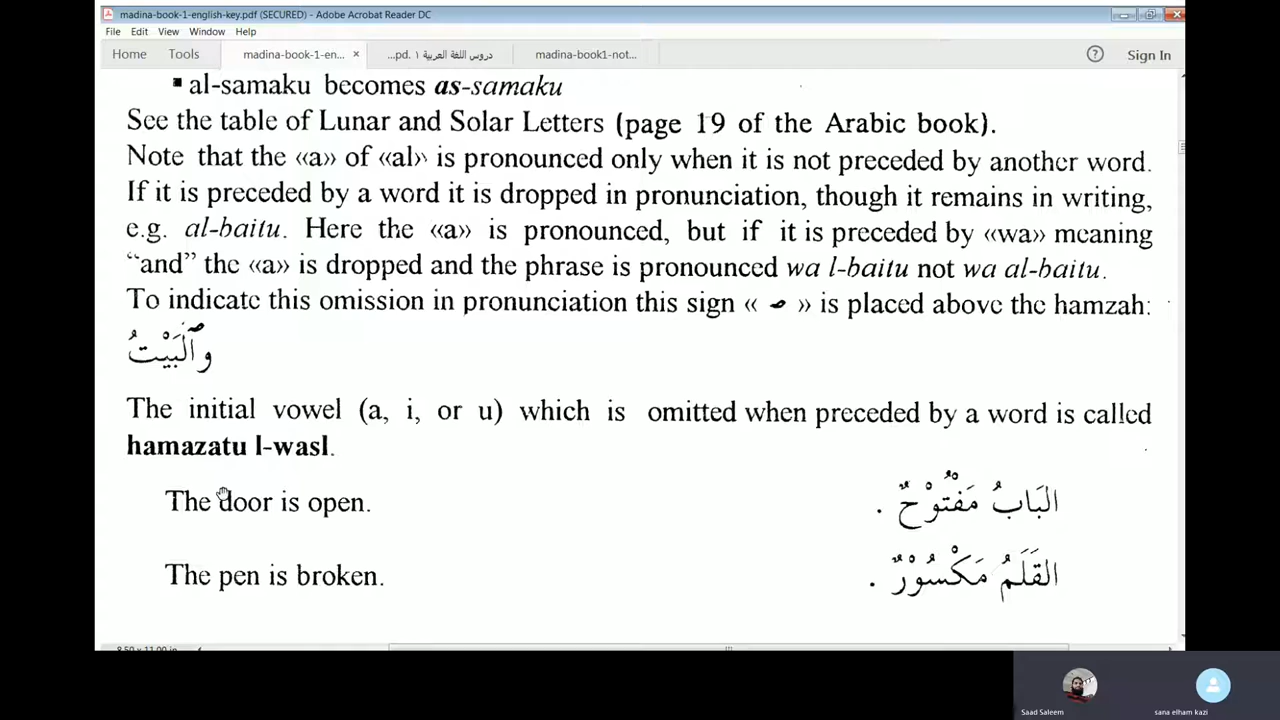 madina-book-1-english-key.pdf (SECURED) - Adobe Acrobat Reader DC
File Edit View Window Help
Home Tools madina-book-1-en... × ...pd. ١ دروس اللغة العربية madina-book1-not... ? Sign In
▪ al-samaku becomes as-samaku
See the table of Lunar and Solar Letters (page 19 of the Arabic book).
Note that the «a» of «al» is pronounced only when it is not preceded by another word.
If it is preceded by a word it is dropped in pronunciation, though it remains in writing,
e.g. al-baitu. Here the «a» is pronounced, but if it is preceded by «wa» meaning
“and” the «a» is dropped and the phrase is pronounced wa l-baitu not wa al-baitu.
To indicate this omission in pronunciation this sign « ص » is placed above the hamzah:
وَٱلْبَيْتُ
The initial vowel (a, i, or u) which is omitted when preceded by a word is called
hamazatu l-wasl.
The door is open. البَابُ مَفْتُوْحٌ .
The pen is broken. القَلَمُ مَكْسُوْرٌ .
8.50 x 11.00 in
Saad Saleem sana elham kazi